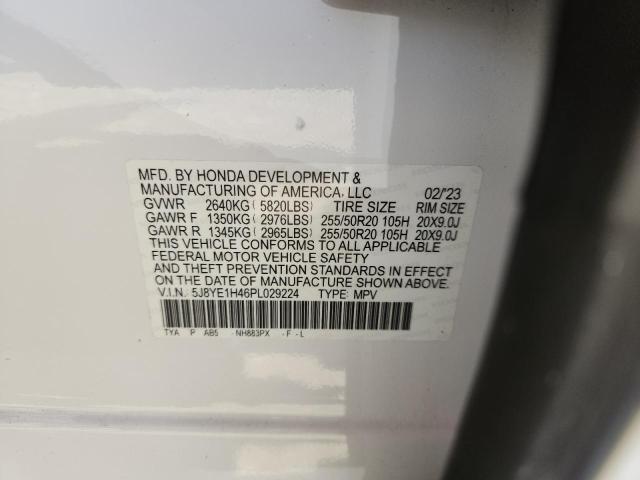 MFD. BY HONDA DEVELOPMENT &
MANUFACTURING OF AMERICA, LLC 02/'23
GVWR 2640KG ( 5820LBS) TIRE SIZE RIM SIZE
GAWR F 1350KG ( 2976LBS) 255/50R20 105H 20X9.0J
GAWR R 1345KG ( 2965LBS) 255/50R20 105H 20X9.0J
THIS VEHICLE CONFORMS TO ALL APPLICABLE
FEDERAL MOTOR VEHICLE SAFETY
AND THEFT PREVENTION STANDARDS IN EFFECT
ON THE DATE OF MANUFACTURE SHOWN ABOVE.
V.I.N. 5J8YE1H46PL029224 TYPE: MPV
TYA P AB5 NH883PX -F -L